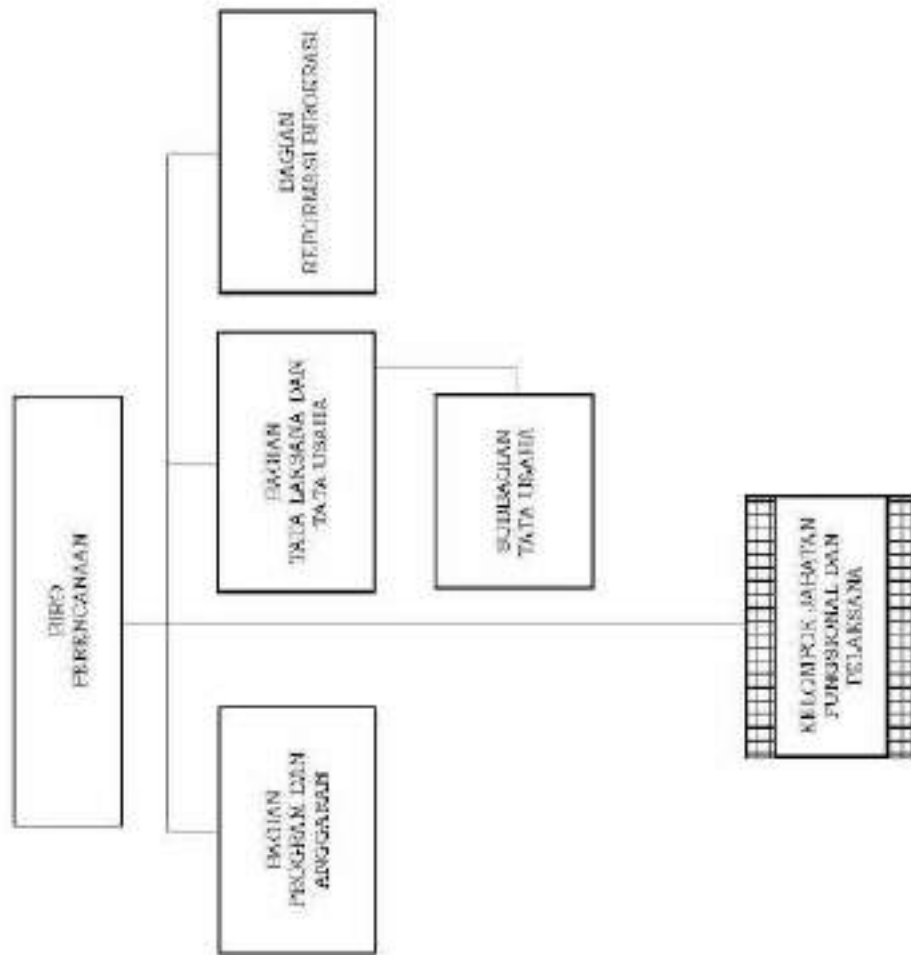 BIRO
PERENCANAAN
BAGIAN
PROGRAM DAN
ANGGARAN
BAGIAN
TATA LAKSANA DAN
TATA USAHA
BAGIAN
REFORMASI BIROKRASI
SUBBAGIAN
TATA USAHA
KELOMPOK JABATAN
FUNGSIONAL DAN
PELAKSANA